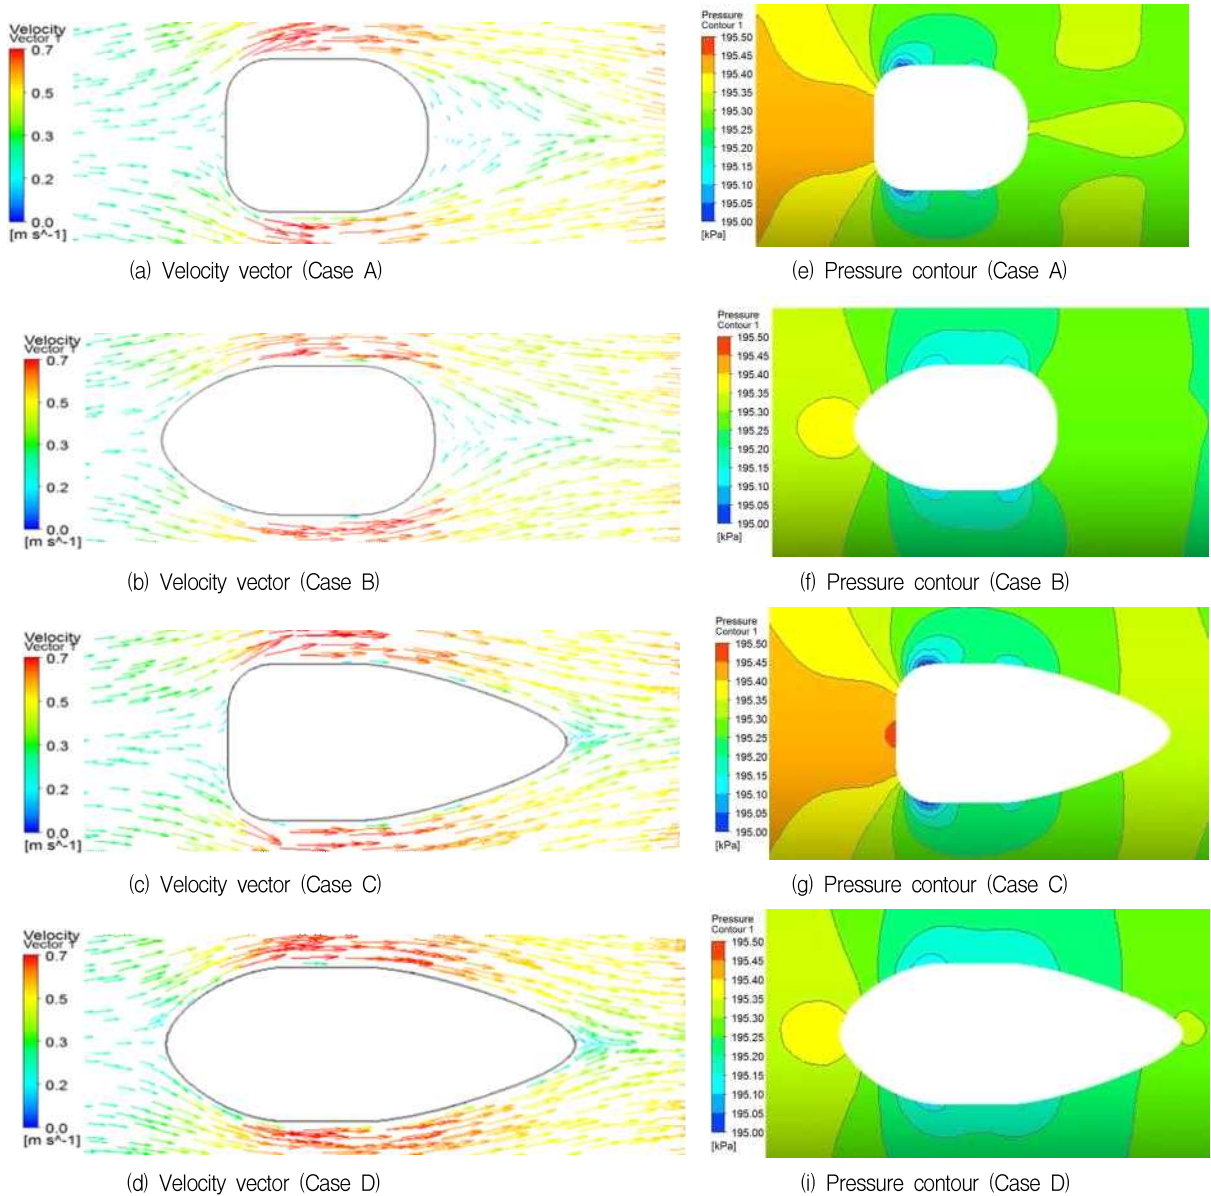 Velocity
Vector 1
0.7
0.5
0.3
0.2
0.0
[m s^-1]
(a) Velocity vector (Case A)
Pressure
Contour 1
195.50
195.45
195.40
195.35
195.30
195.25
195.20
195.15
195.10
195.05
195.00
[kPa]
(e) Pressure contour (Case A)
Velocity
Vector 1
0.7
0.5
0.3
0.2
0.0
[m s^-1]
(b) Velocity vector (Case B)
Pressure
Contour 1
195.50
195.45
195.40
195.35
195.30
195.25
195.20
195.15
195.10
195.05
195.00
[kPa]
(f) Pressure contour (Case B)
Velocity
Vector 1
0.7
0.5
0.3
0.2
0.0
[m s^-1]
(c) Velocity vector (Case C)
Pressure
Contour 1
195.50
195.45
195.40
195.35
195.30
195.25
195.20
195.15
195.10
195.05
195.00
[kPa]
(g) Pressure contour (Case C)
Velocity
Vector 1
0.7
0.5
0.3
0.2
0.0
[m s^-1]
(d) Velocity vector (Case D)
Pressure
Contour 1
195.50
195.45
195.40
195.35
195.30
195.25
195.20
195.15
195.10
195.05
195.00
[kPa]
(i) Pressure contour (Case D)